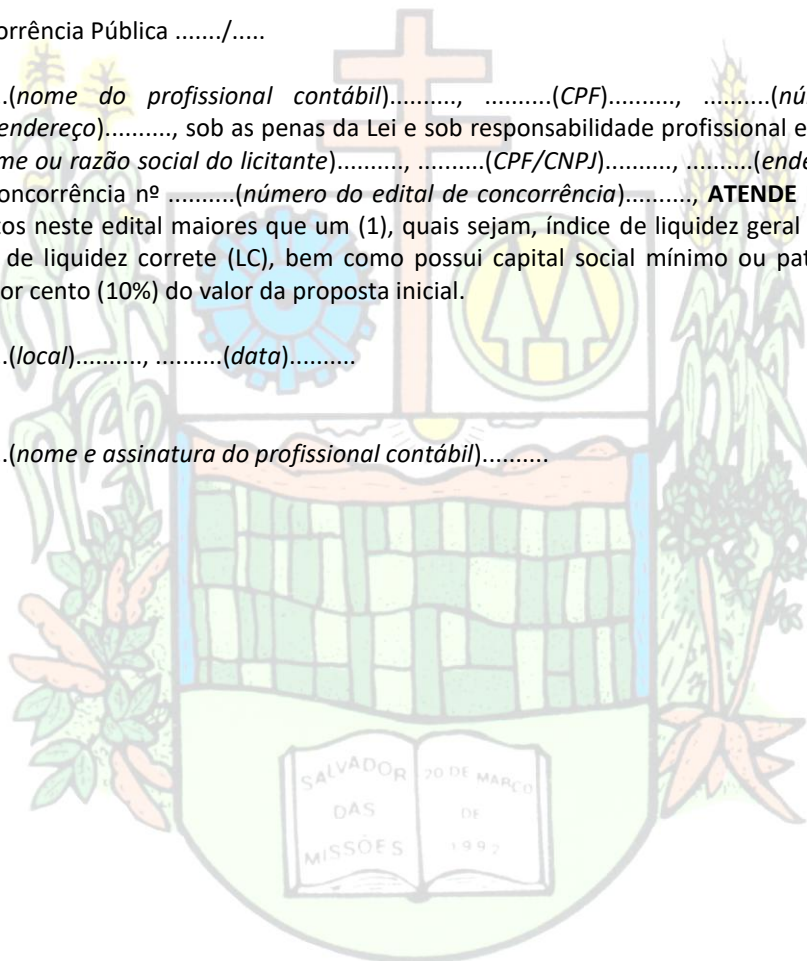 orrência Pública ......./.....
.(nome do profissional contábil).........., ..........(CPF).........., ..........(nú
endereço).........., sob as penas da Lei e sob responsabilidade profissional e
me ou razão social do licitante).........., ..........(CPF/CNPJ).........., ..........(ende
oncorrência nº ..........(número do edital de concorrência).........., ATENDE
tos neste edital maiores que um (1), quais sejam, índice de liquidez geral
de liquidez correte (LC), bem como possui capital social mínimo ou pat
or cento (10%) do valor da proposta inicial.
.(local).........., ..........(data)..........
.(nome e assinatura do profissional contábil)..........
SALVADOR DAS MISSÕES
20 DE MARÇO DE 1992